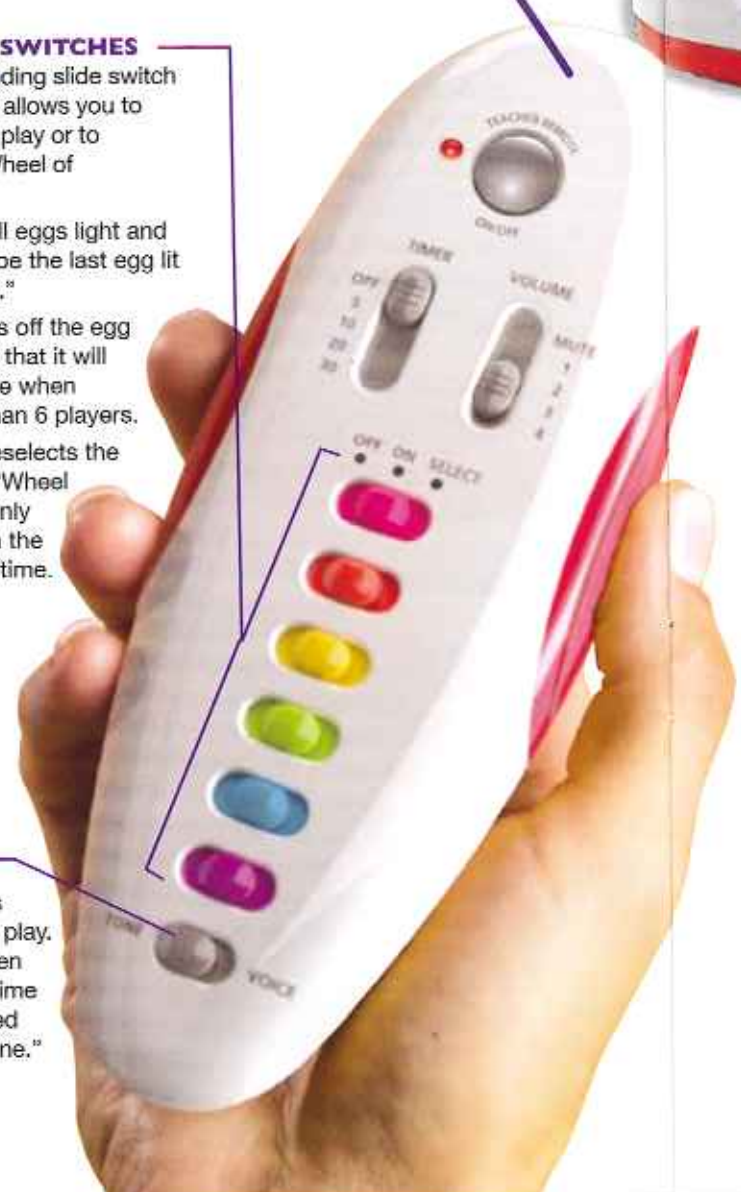 SWITCHES
ding slide switch
allows you to
play or to
heel of
ll eggs light and
be the last egg lit
."
s off the egg
that it will
e when
nan 6 players.
eselects the
"Wheel
nly
the
time.
s
play.
en
ime
ed
ne."
TEACHER REMOTE
ON/OFF
TIMER
OFF
5
10
20
30
VOLUME
MUTE
1
2
3
4
OFF ON SELECT
TONE
VOICE